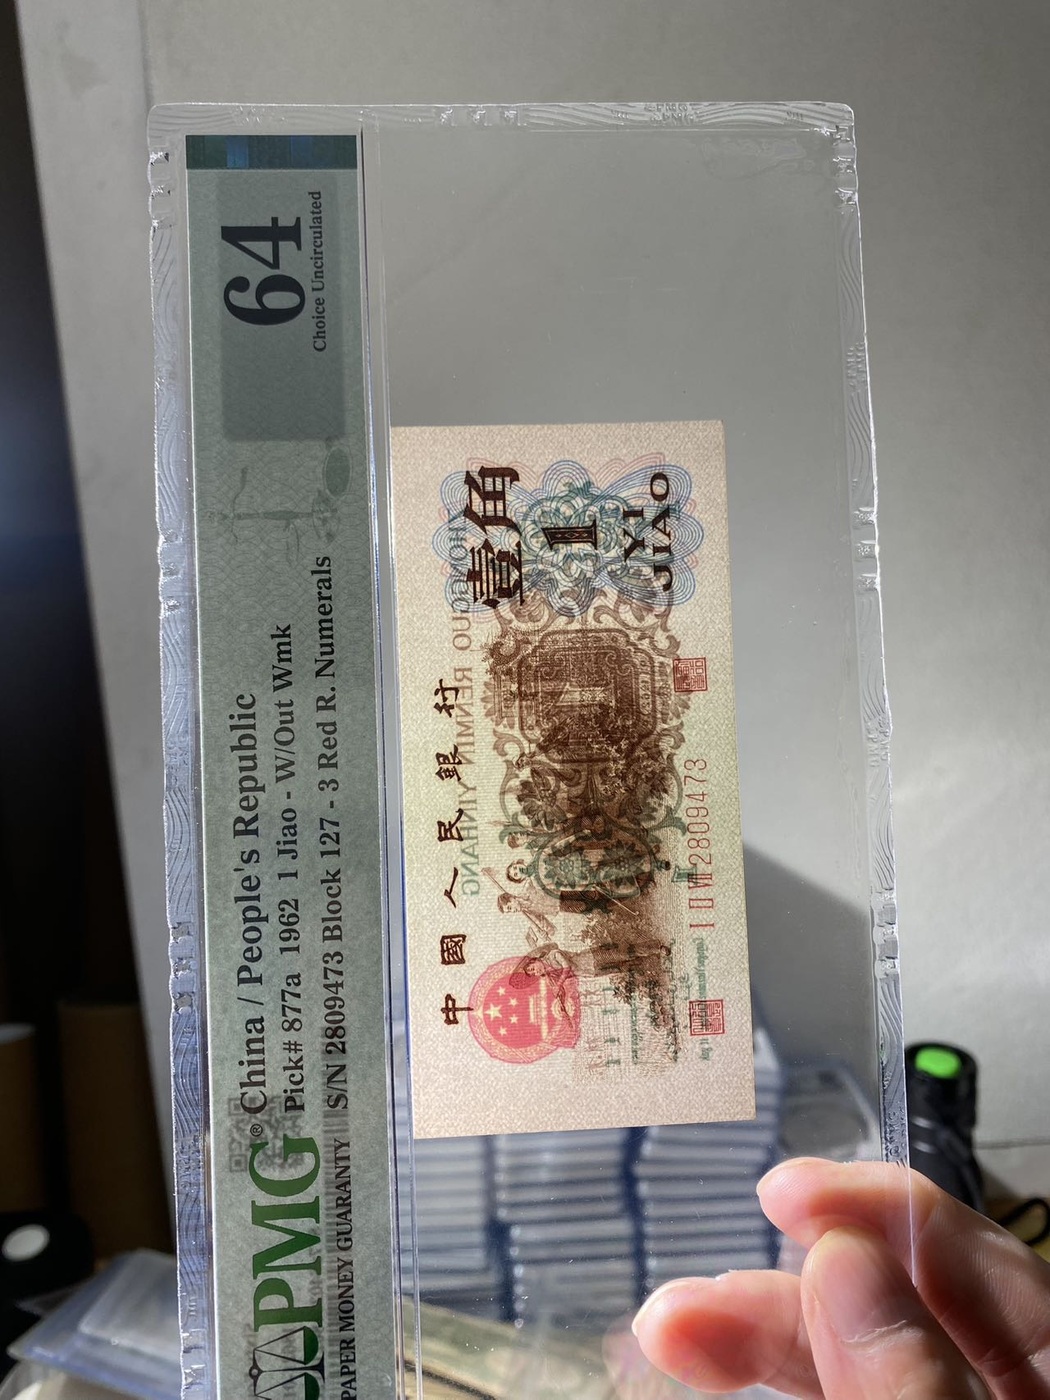 PMG®
PAPER MONEY GUARANTY
China / People's Republic
Pick# 877a 1962 1 Jiao - W/Out Wmk
S/N 2809473 Block 127 - 3 Red R. Numerals
64
Choice Uncirculated
中國人民銀行
壹角
1
YI
JIAO
I II VII 2809473
ZHONGGUO RENMIN YINHANG